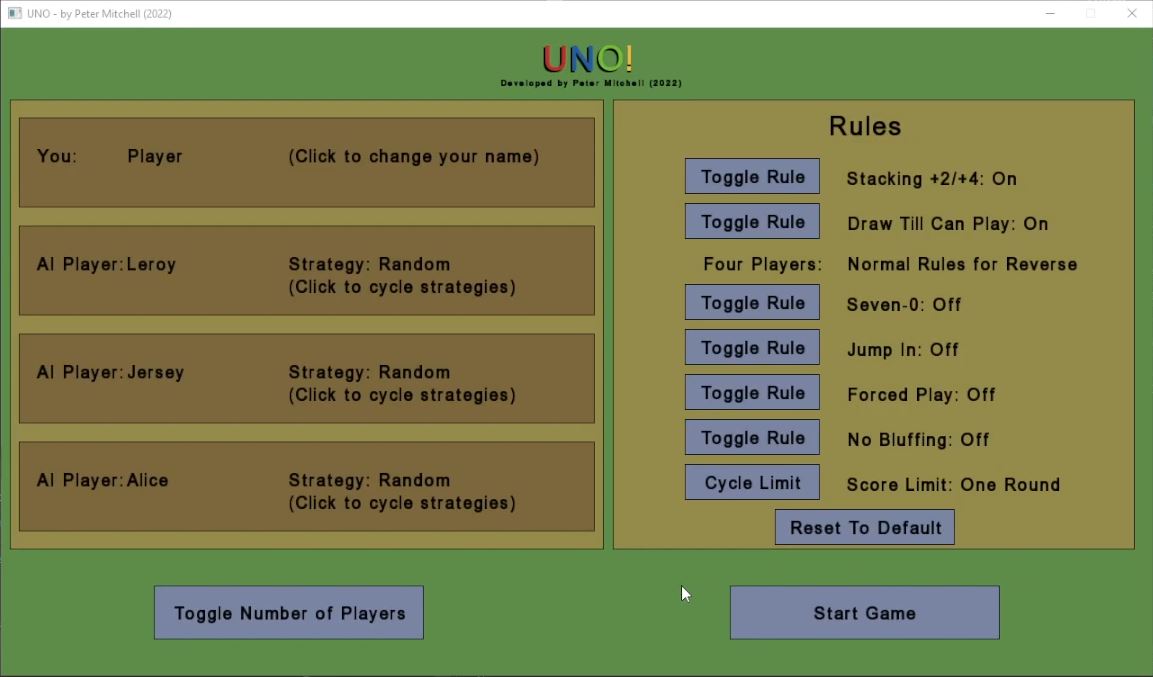 UNO - by Peter Mitchell (2022)
UNO!
Developed by Peter Mitchell (2022)
You: Player (Click to change your name)
AI Player: Leroy Strategy: Random
(Click to cycle strategies)
AI Player: Jersey Strategy: Random
(Click to cycle strategies)
AI Player: Alice Strategy: Random
(Click to cycle strategies)
Rules
Toggle Rule Stacking +2/+4: On
Toggle Rule Draw Till Can Play: On
Four Players: Normal Rules for Reverse
Toggle Rule Seven-0: Off
Toggle Rule Jump In: Off
Toggle Rule Forced Play: Off
Toggle Rule No Bluffing: Off
Cycle Limit Score Limit: One Round
Reset To Default
Toggle Number of Players
Start Game